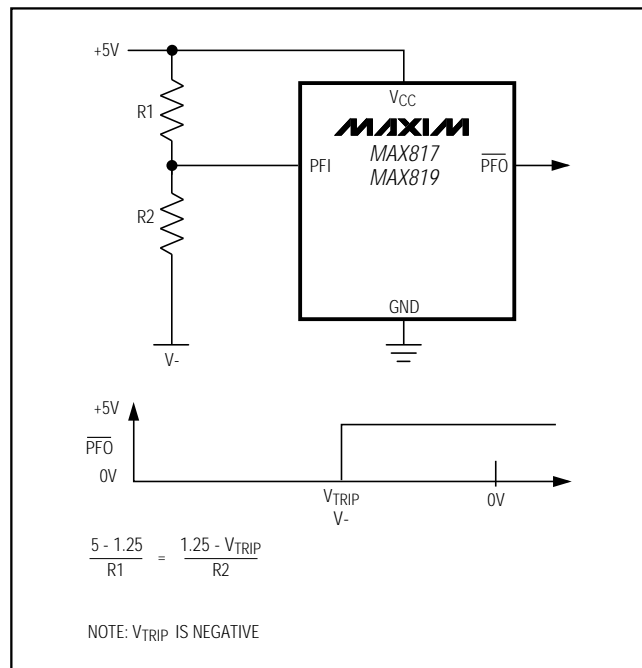 +5V
VCC
R1
MAXIM
MAX817
MAX819
PFI
PFO
R2
GND
V-
+5V
PFO
0V
VTRIP
0V
V-
5 - 1.25
R1
=
1.25 - VTRIP
R2
NOTE: VTRIP IS NEGATIVE